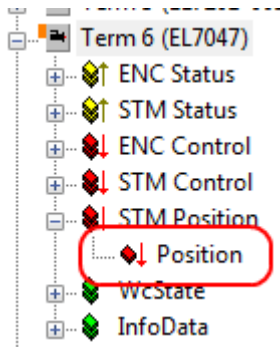 Term 6 (EL7047)
ENC Status
STM Status
ENC Control
STM Control
STM Position
Position
WcState
InfoData